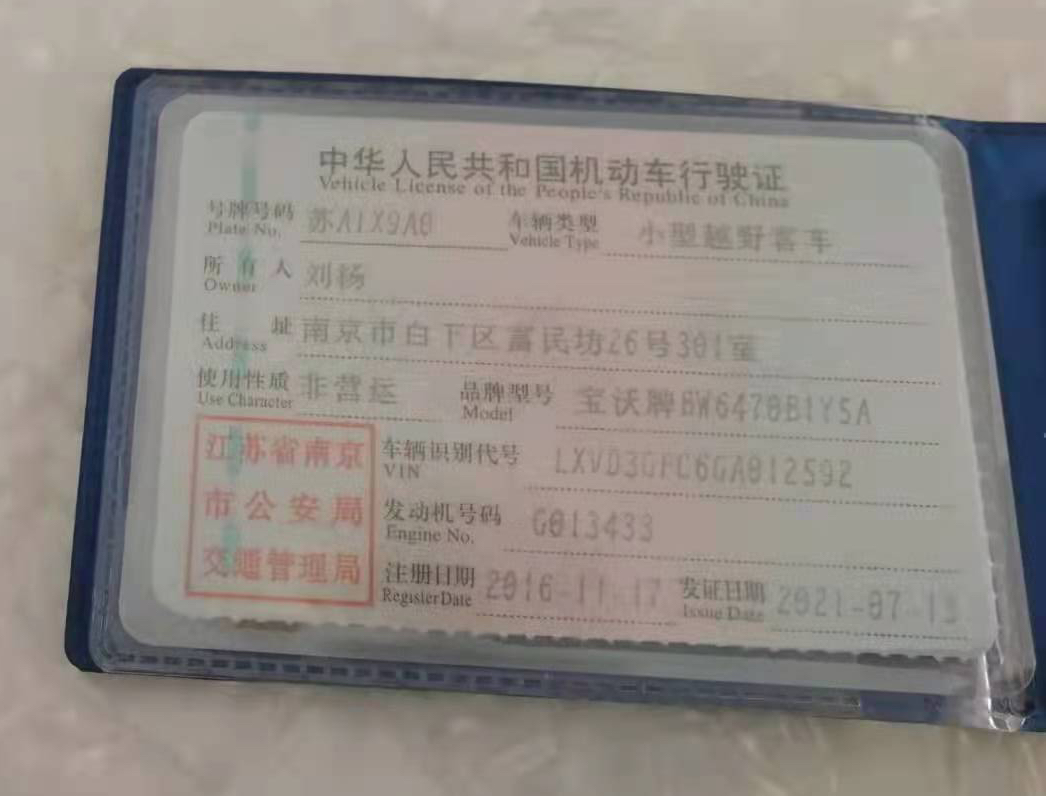 中华人民共和国机动车行驶证
Vehicle License of the People's Republic of China
号牌号码 苏A1X9A0 车辆类型 小型越野客车
Plate No. Vehicle Type
所有人 刘杨
Owner
住址 南京市白下区富民坊26号301室
Address
使用性质 非营运 品牌型号 宝沃牌BW6470B1Y5A
Use Character Model
江苏省南京
市公安局
交通管理局
车辆识别代号
VIN
发动机号码 G013433
Engine No.
注册日期 2016-11-17 发证日期 2021-07-13
Register Date Issue Date